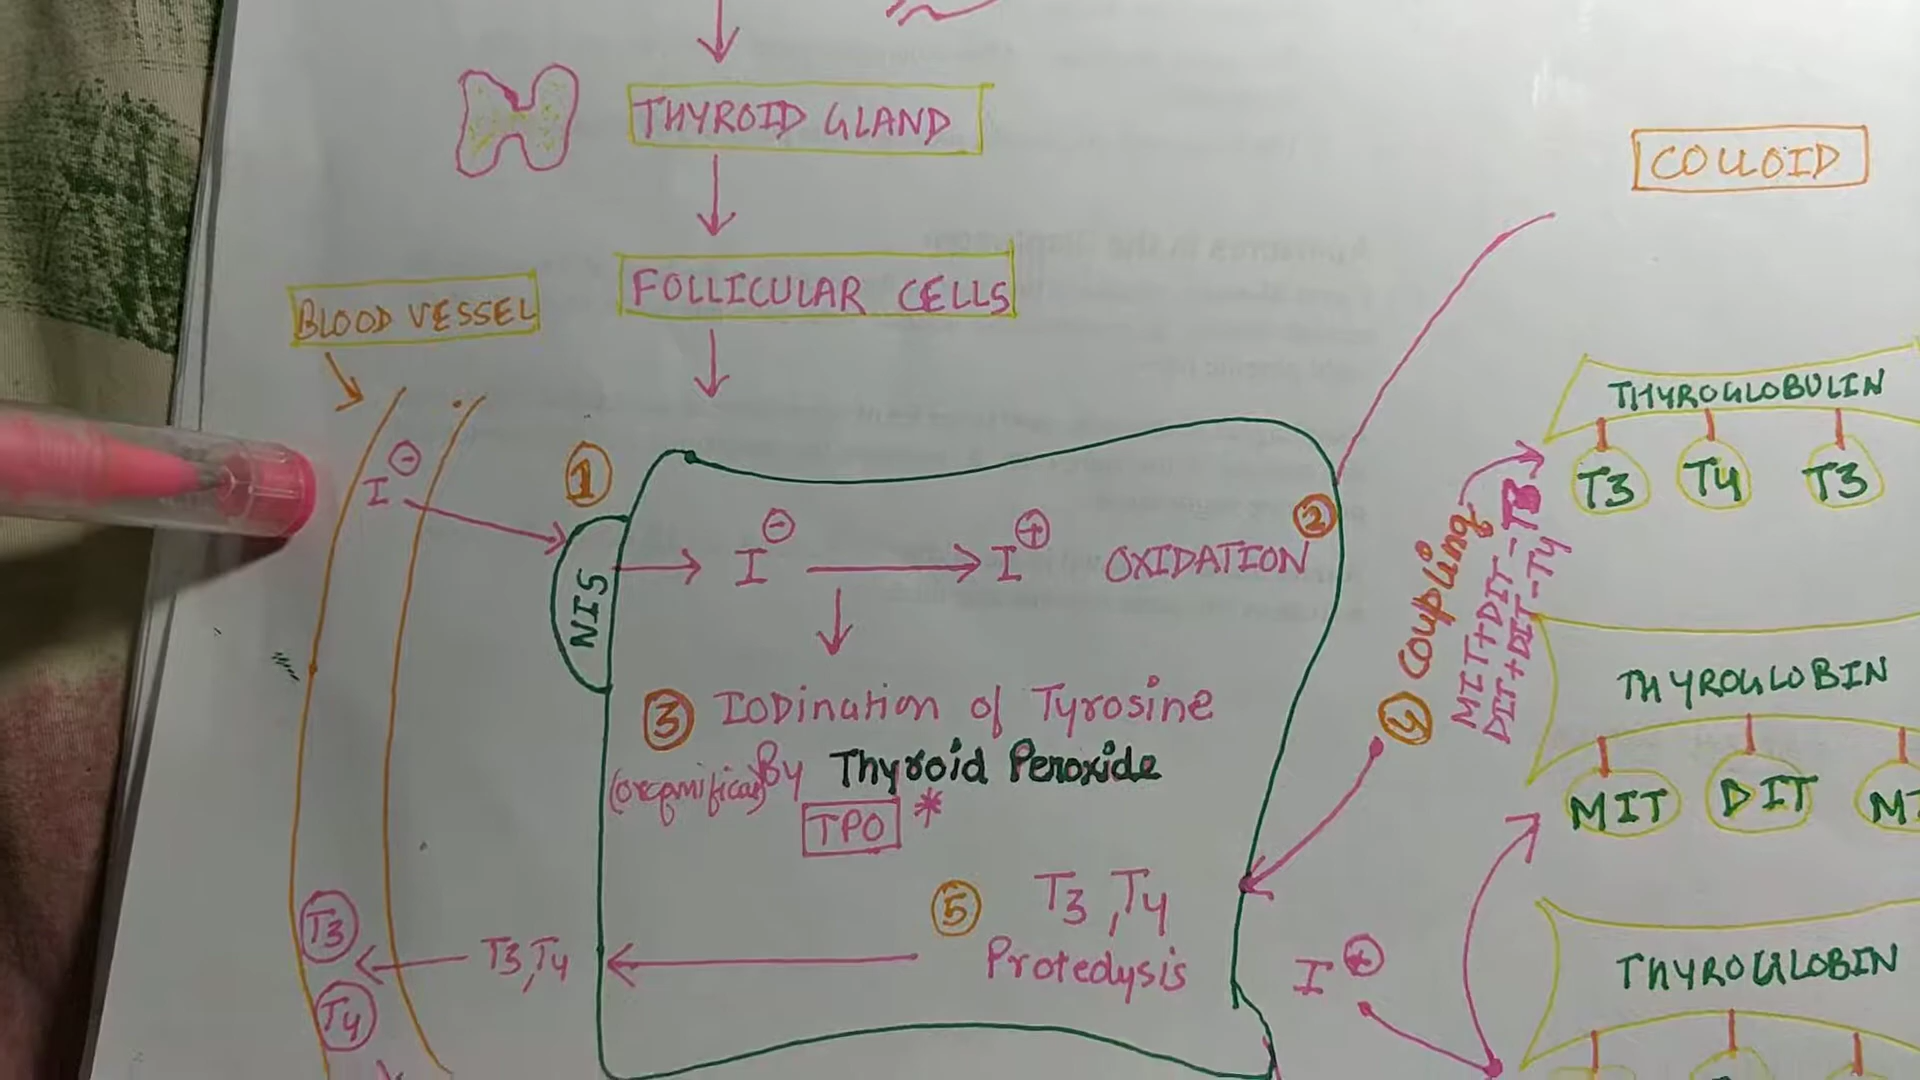 THYROID GLAND
COLLOID
FOLLICULAR CELLS
BLOOD VESSEL
THYROGLOBULIN
T3 T4 T3
I⊖
1
NIS
I⊖ I⊕ OXIDATION
2
4 Coupling
MIT+DIT-T3
DIT+DIT-T4
3 Iodination of Tyrosine
By Thyroid Peroxide
TPO *
THYROGLOBIN
MIT DIT
5 T3,T4
Proteolysis
T3,T4
T3
T4
I⊕
THYROGLOBIN